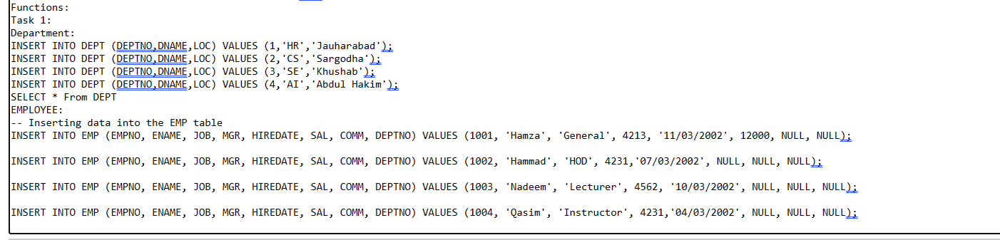 Functions:
Task 1:
Department:
INSERT INTO DEPT (DEPTNO,DNAME,LOC) VALUES (1,'HR','Jauharabad');
INSERT INTO DEPT (DEPTNO,DNAME,LOC) VALUES (2,'CS','Sargodha');
INSERT INTO DEPT (DEPTNO,DNAME,LOC) VALUES (3,'SE','Khushab');
INSERT INTO DEPT (DEPTNO,DNAME,LOC) VALUES (4,'AI','Abdul Hakim');
SELECT * From DEPT
EMPLOYEE:
-- Inserting data into the EMP table
INSERT INTO EMP (EMPNO, ENAME, JOB, MGR, HIREDATE, SAL, COMM, DEPTNO) VALUES (1001, 'Hamza', 'General', 4213, '11/03/2002', 12000, NULL, NULL);
INSERT INTO EMP (EMPNO, ENAME, JOB, MGR, HIREDATE, SAL, COMM, DEPTNO) VALUES (1002, 'Hammad', 'HOD', 4231,'07/03/2002', NULL, NULL, NULL);
INSERT INTO EMP (EMPNO, ENAME, JOB, MGR, HIREDATE, SAL, COMM, DEPTNO) VALUES (1003, 'Nadeem', 'Lecturer', 4562, '10/03/2002', NULL, NULL, NULL);
INSERT INTO EMP (EMPNO, ENAME, JOB, MGR, HIREDATE, SAL, COMM, DEPTNO) VALUES (1004, 'Qasim', 'Instructor', 4231,'04/03/2002', NULL, NULL, NULL);